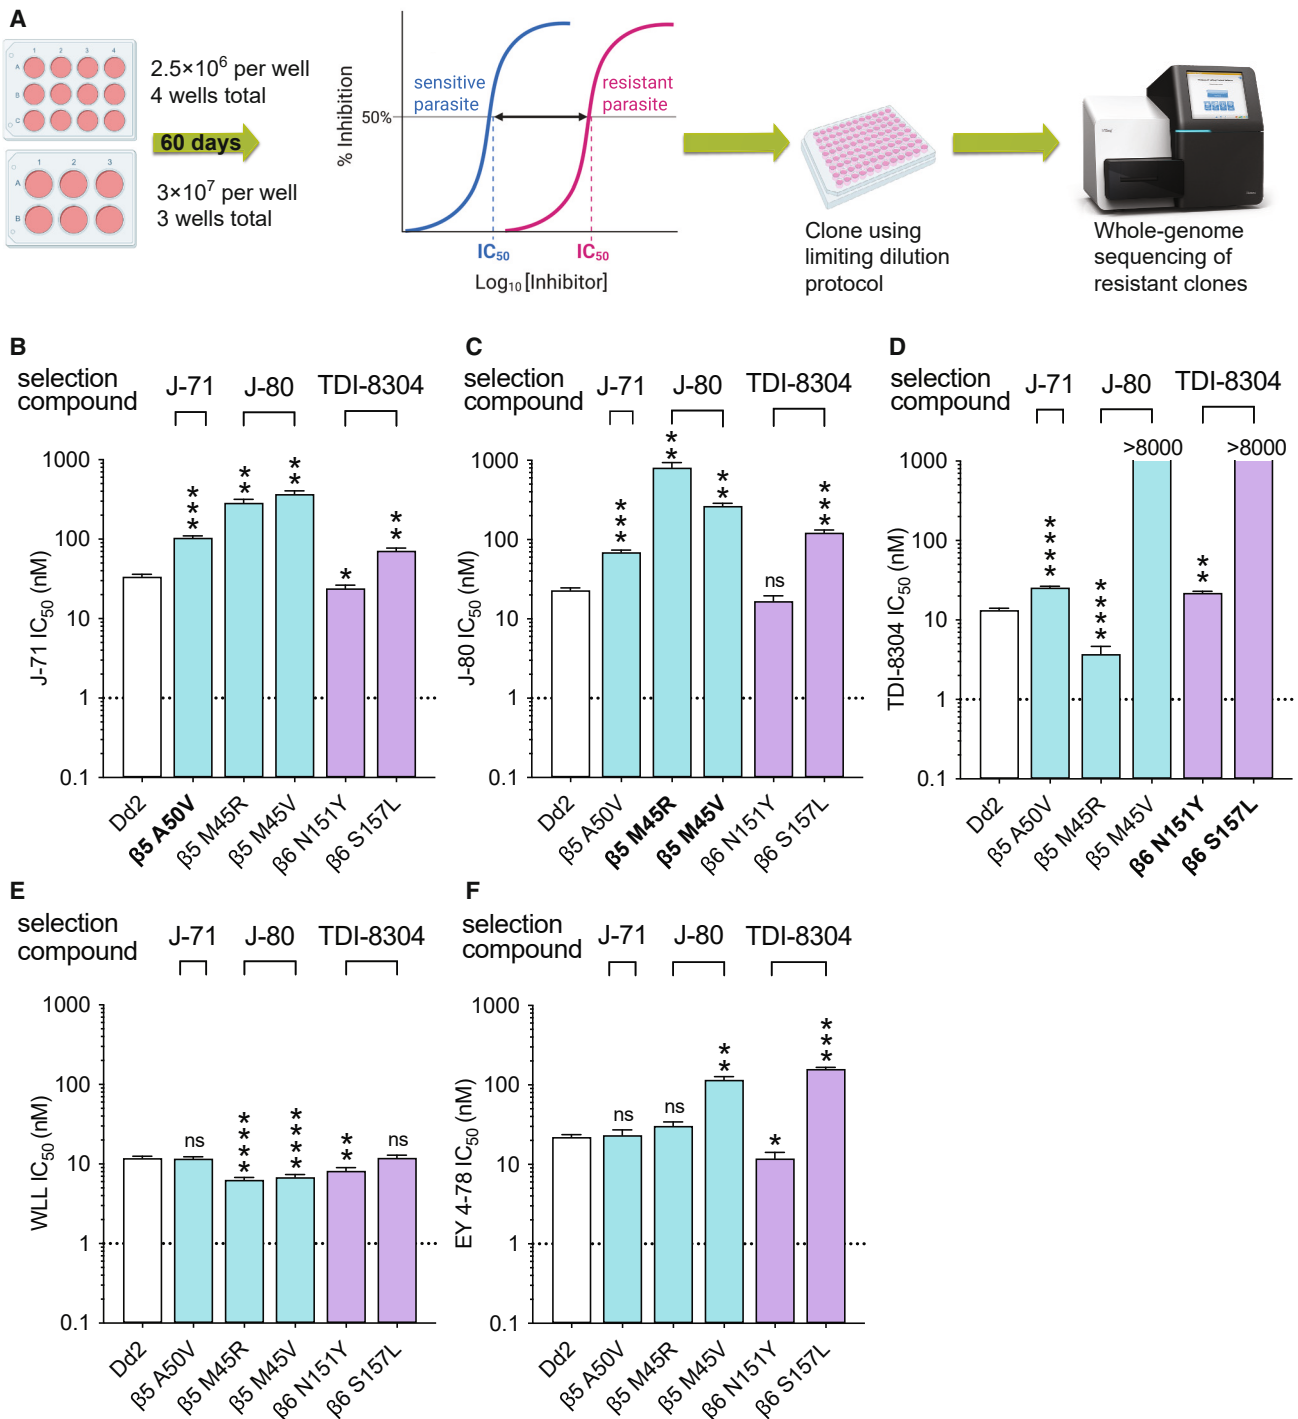 A
1 2 3 4
A
B
C
2.5×10⁶ per well
4 wells total
60 days
1 2 3
A
B
3×10⁷ per well
3 wells total
% Inhibition
50%
sensitive
parasite
resistant
parasite
IC₅₀
IC₅₀
Log₁₀ [Inhibitor]
Clone using
limiting dilution
protocol
Whole-genome
sequencing of
resistant clones
B
selection
compound
J-71
J-80
TDI-8304
J-71 IC₅₀ (nM)
1000
100
10
1
0.1
***
**
**
*
**
Dd2
β5 A50V
β5 M45R
β5 M45V
β6 N151Y
β6 S157L
C
selection
compound
J-71
J-80
TDI-8304
J-80 IC₅₀ (nM)
1000
100
10
1
0.1
***
**
**
ns
***
Dd2
β5 A50V
β5 M45R
β5 M45V
β6 N151Y
β6 S157L
D
selection
compound
J-71
J-80
TDI-8304
TDI-8304 IC₅₀ (nM)
1000
100
10
1
0.1
****
****
>8000
**
>8000
Dd2
β5 A50V
β5 M45R
β5 M45V
β6 N151Y
β6 S157L
E
selection
compound
J-71
J-80
TDI-8304
WLL IC₅₀ (nM)
1000
100
10
1
0.1
ns
****
****
**
ns
Dd2
β5 A50V
β5 M45R
β5 M45V
β6 N151Y
β6 S157L
F
selection
compound
J-71
J-80
TDI-8304
EY 4-78 IC₅₀ (nM)
1000
100
10
1
0.1
ns
ns
**
*
***
Dd2
β5 A50V
β5 M45R
β5 M45V
β6 N151Y
β6 S157L